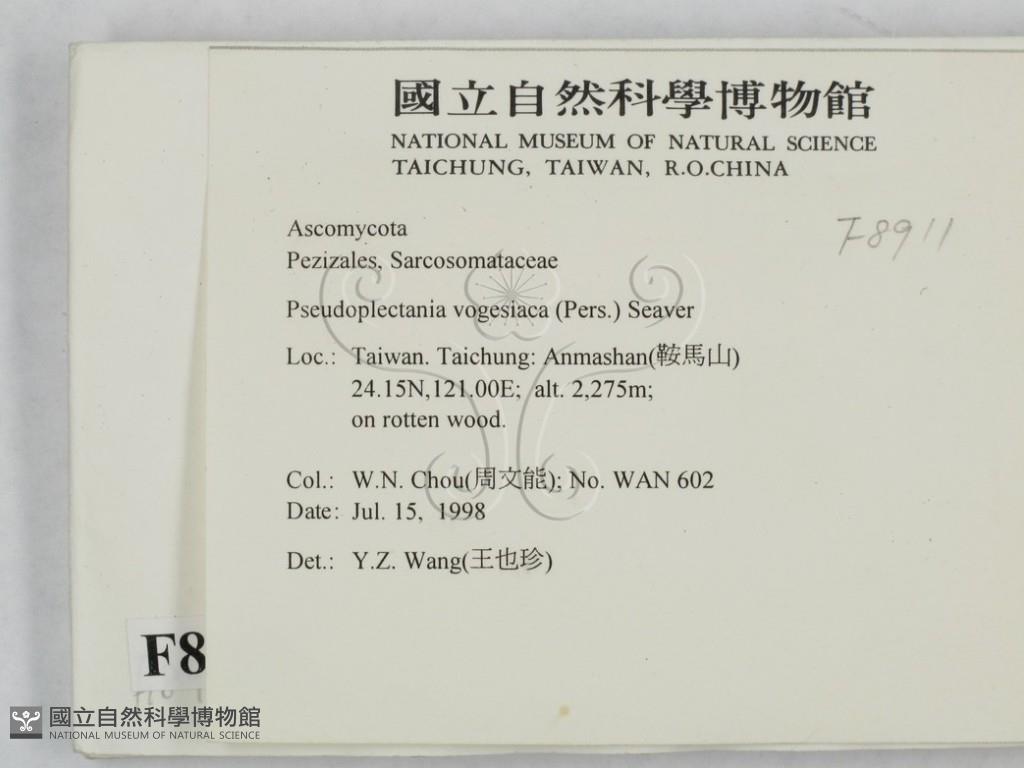 國立自然科學博物館
NATIONAL MUSEUM OF NATURAL SCIENCE
TAICHUNG, TAIWAN, R.O.CHINA
F8911
Ascomycota
Pezizales, Sarcosomataceae
Pseudoplectania vogesiaca (Pers.) Seaver
Loc.: Taiwan. Taichung: Anmashan(鞍馬山)
24.15N,121.00E; alt. 2,275m;
on rotten wood.
Col.: W.N. Chou(周文能); No. WAN 602
Date: Jul. 15, 1998
Det.: Y.Z. Wang(王也珍)
F8
國立自然科學博物館
NATIONAL MUSEUM OF NATURAL SCIENCE